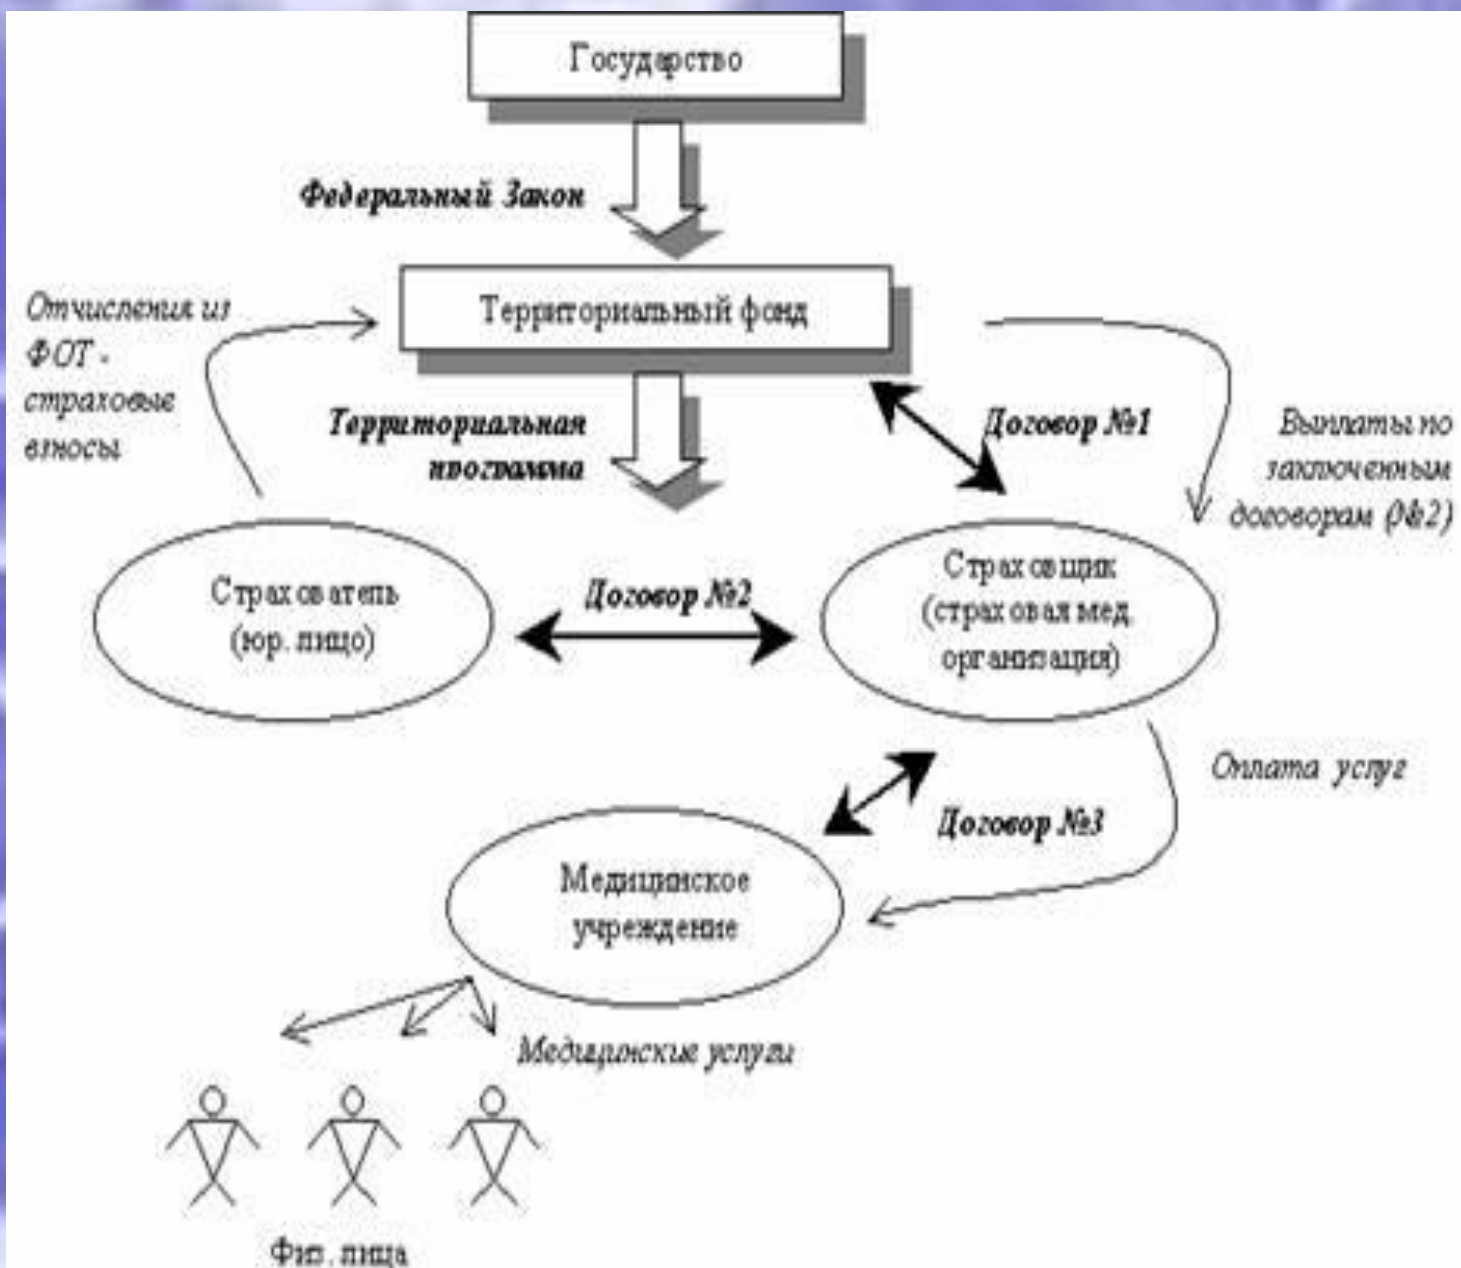 Государство
Федеральный Закон
Территориальный фонд
Отчисления из
ФОТ -
страховые
взносы
Территориальная
программа
Договор №1
Выплаты по
заключенным
договорам (№2)
Страхователь
(юр. лицо)
Договор №2
Страховщик
(страховая мед.
организация)
Оплата услуг
Договор №3
Медицинское
учреждение
Медицинские услуги
Физ. лица